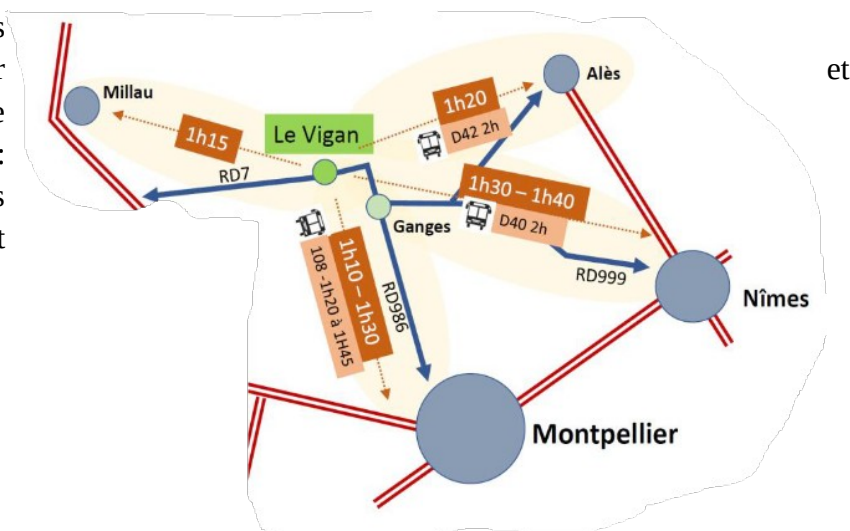 s
r
et
e
:
s
t
Millau
Alès
1h20
D42 2h
1h15
Le Vigan
RD7
1h30 – 1h40
D40 2h
Ganges
RD999
1h10 – 1h30
108 -1h20 à 1H45
RD986
Nîmes
Montpellier